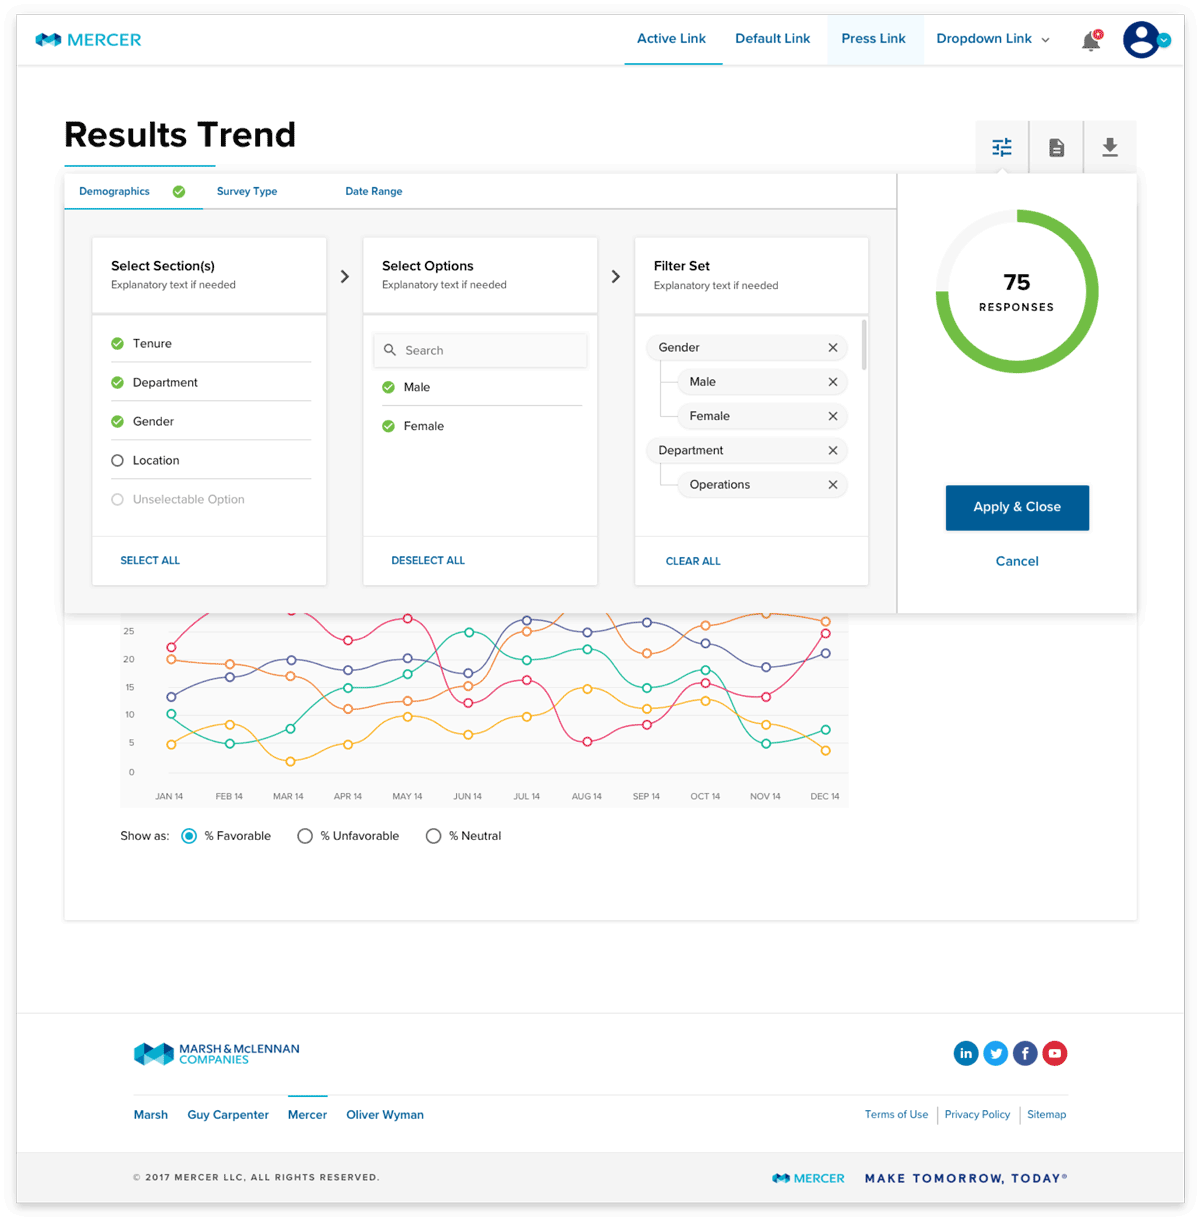 MERCER
Active Link
Default Link
Press Link
Dropdown Link
Results Trend
Demographics
Survey Type
Date Range
Select Section(s)
Explanatory text if needed
Tenure
Department
Gender
Location
Unselectable Option
SELECT ALL
Select Options
Explanatory text if needed
Search
Male
Female
DESELECT ALL
Filter Set
Explanatory text if needed
Gender
Male
Female
Department
Operations
CLEAR ALL
75
RESPONSES
Apply & Close
Cancel
25
20
15
10
5
0
JAN 14
FEB 14
MAR 14
APR 14
MAY 14
JUN 14
JUL 14
AUG 14
SEP 14
OCT 14
NOV 14
DEC 14
Show as:
% Favorable
% Unfavorable
% Neutral
MARSH & McLENNAN
COMPANIES
Marsh
Guy Carpenter
Mercer
Oliver Wyman
Terms of Use
Privacy Policy
Sitemap
© 2017 MERCER LLC, ALL RIGHTS RESERVED.
MERCER
MAKE TOMORROW, TODAY®